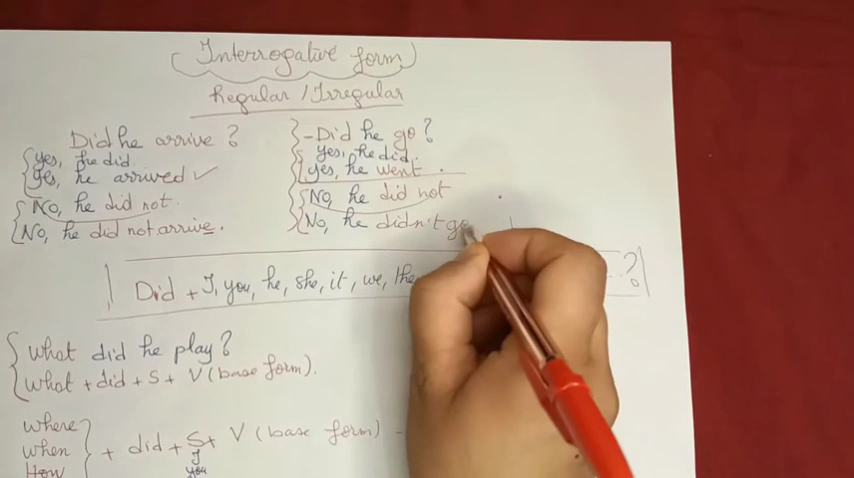 Interrogative form
Regular / Irregular
Did he arrive ?
yes, he did.
yes, he arrived ✓
No, he did not.
No, he did not arrive.
- Did he go ?
yes, he did.
yes, he went.
No, he did not
No, he didn't go
Did + I, you, he, she, it, we, the ?
what did he play ?
what + did + S + V (base form).
where
when
How
+ did + S + V (base form) -
I
you